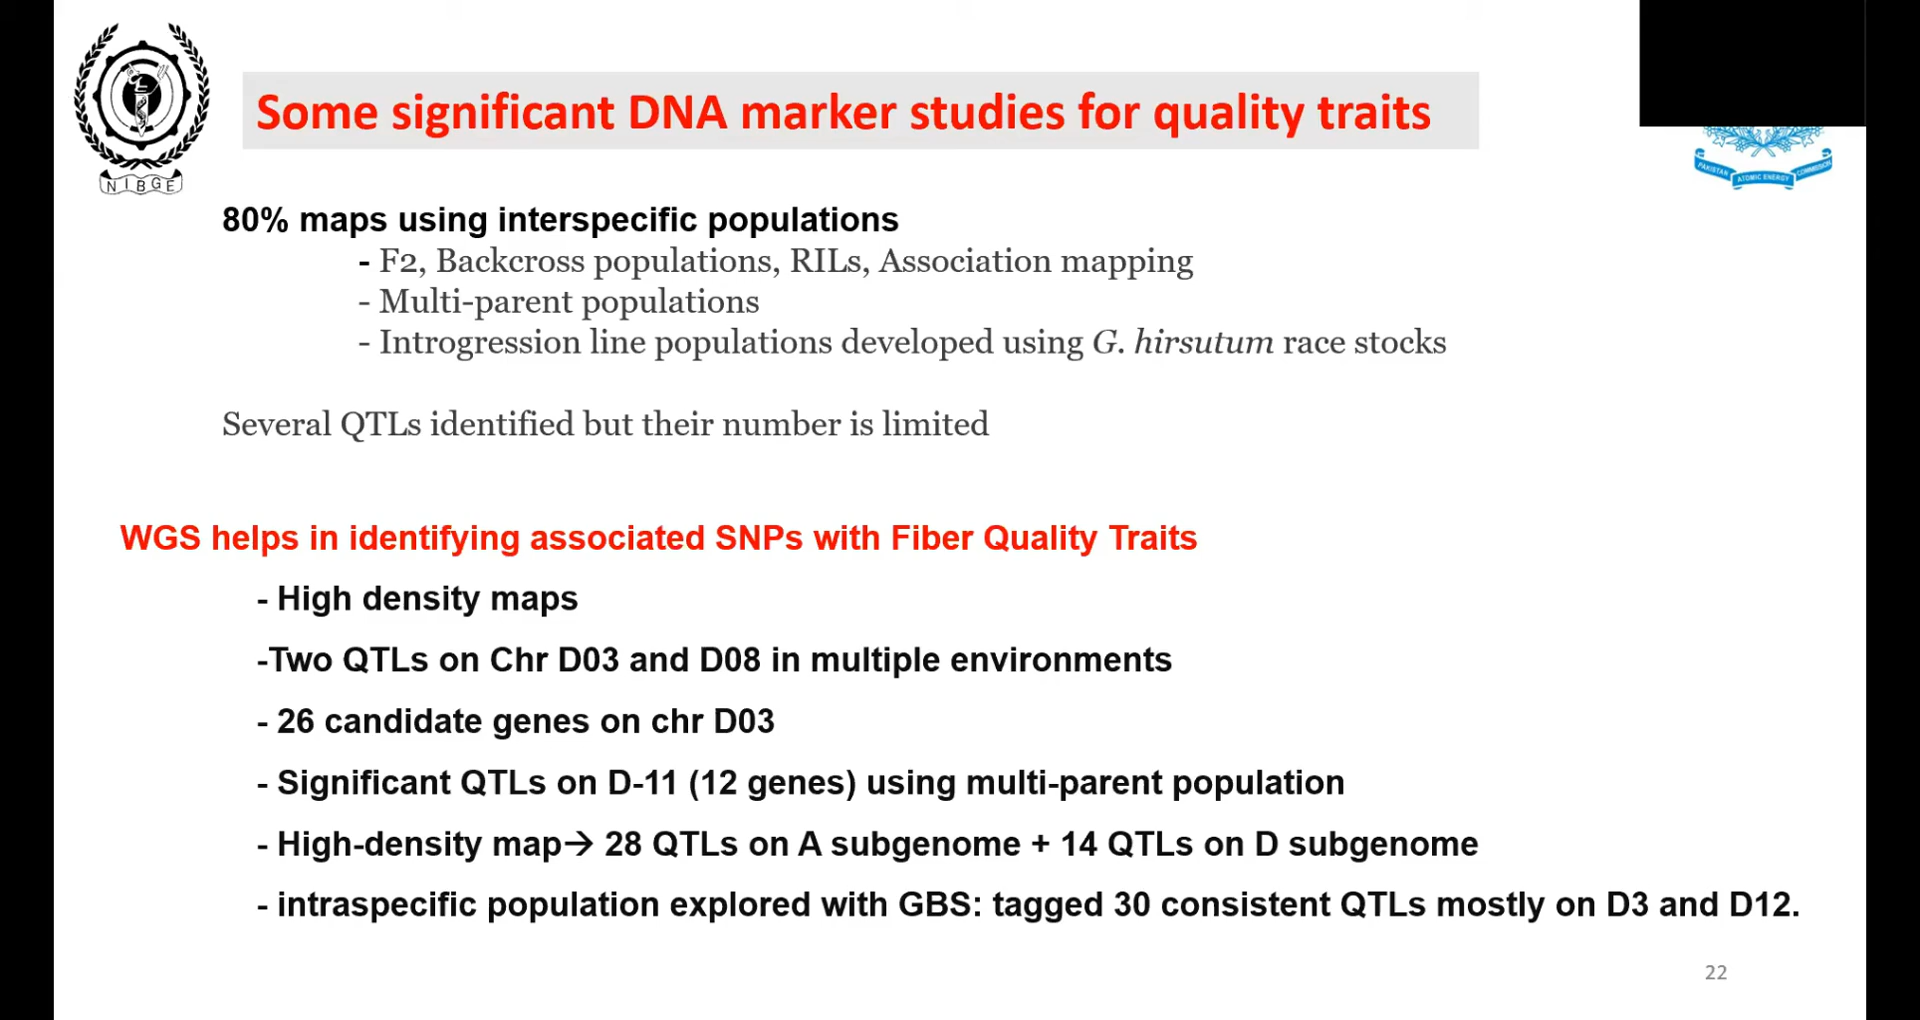 NIBGE
Some significant DNA marker studies for quality traits
PAKISTAN ATOMIC ENERGY COMMISSION
80% maps using interspecific populations
- F2, Backcross populations, RILs, Association mapping
- Multi-parent populations
- Introgression line populations developed using G. hirsutum race stocks
Several QTLs identified but their number is limited
WGS helps in identifying associated SNPs with Fiber Quality Traits
- High density maps
-Two QTLs on Chr D03 and D08 in multiple environments
- 26 candidate genes on chr D03
- Significant QTLs on D-11 (12 genes) using multi-parent population
- High-density map→ 28 QTLs on A subgenome + 14 QTLs on D subgenome
- intraspecific population explored with GBS: tagged 30 consistent QTLs mostly on D3 and D12.
22